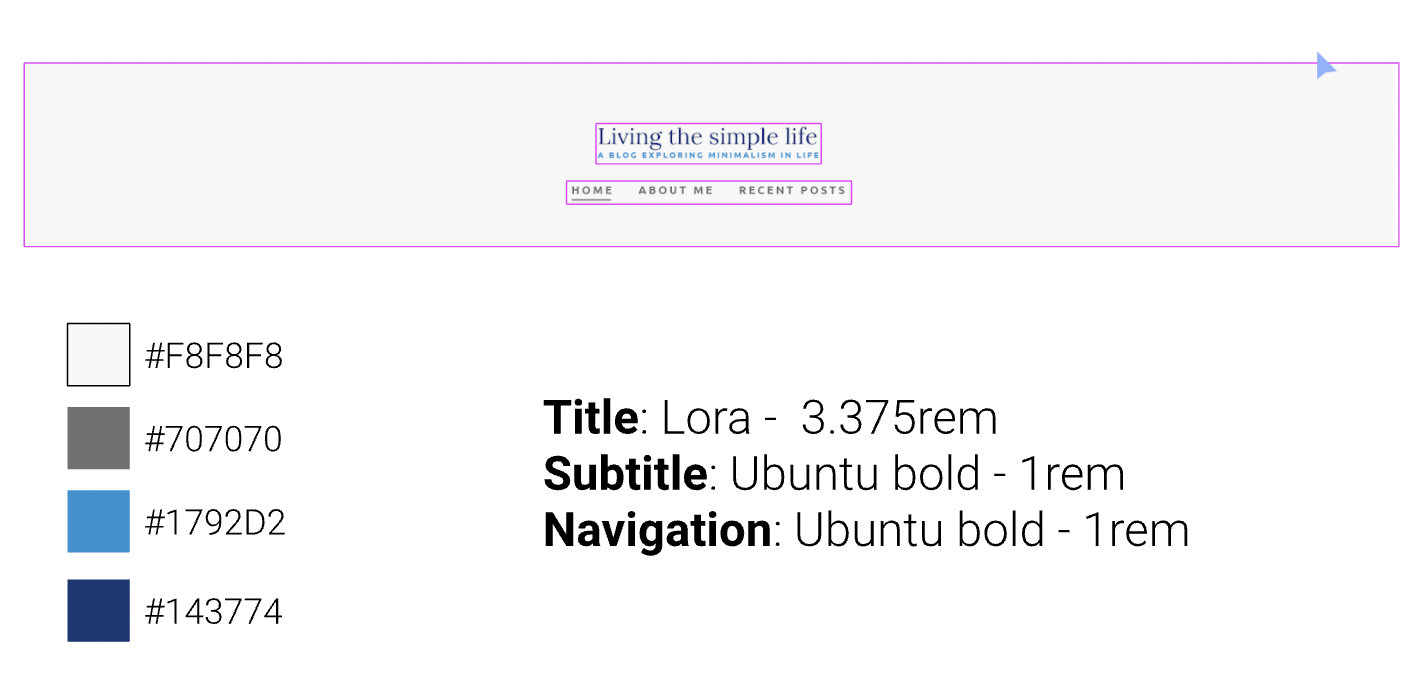 Living the simple life
A BLOG EXPLORING MINIMALISM IN LIFE
HOME ABOUT ME RECENT POSTS
#F8F8F8
#707070
#1792D2
#143774
Title: Lora - 3.375rem
Subtitle: Ubuntu bold - 1rem
Navigation: Ubuntu bold - 1rem